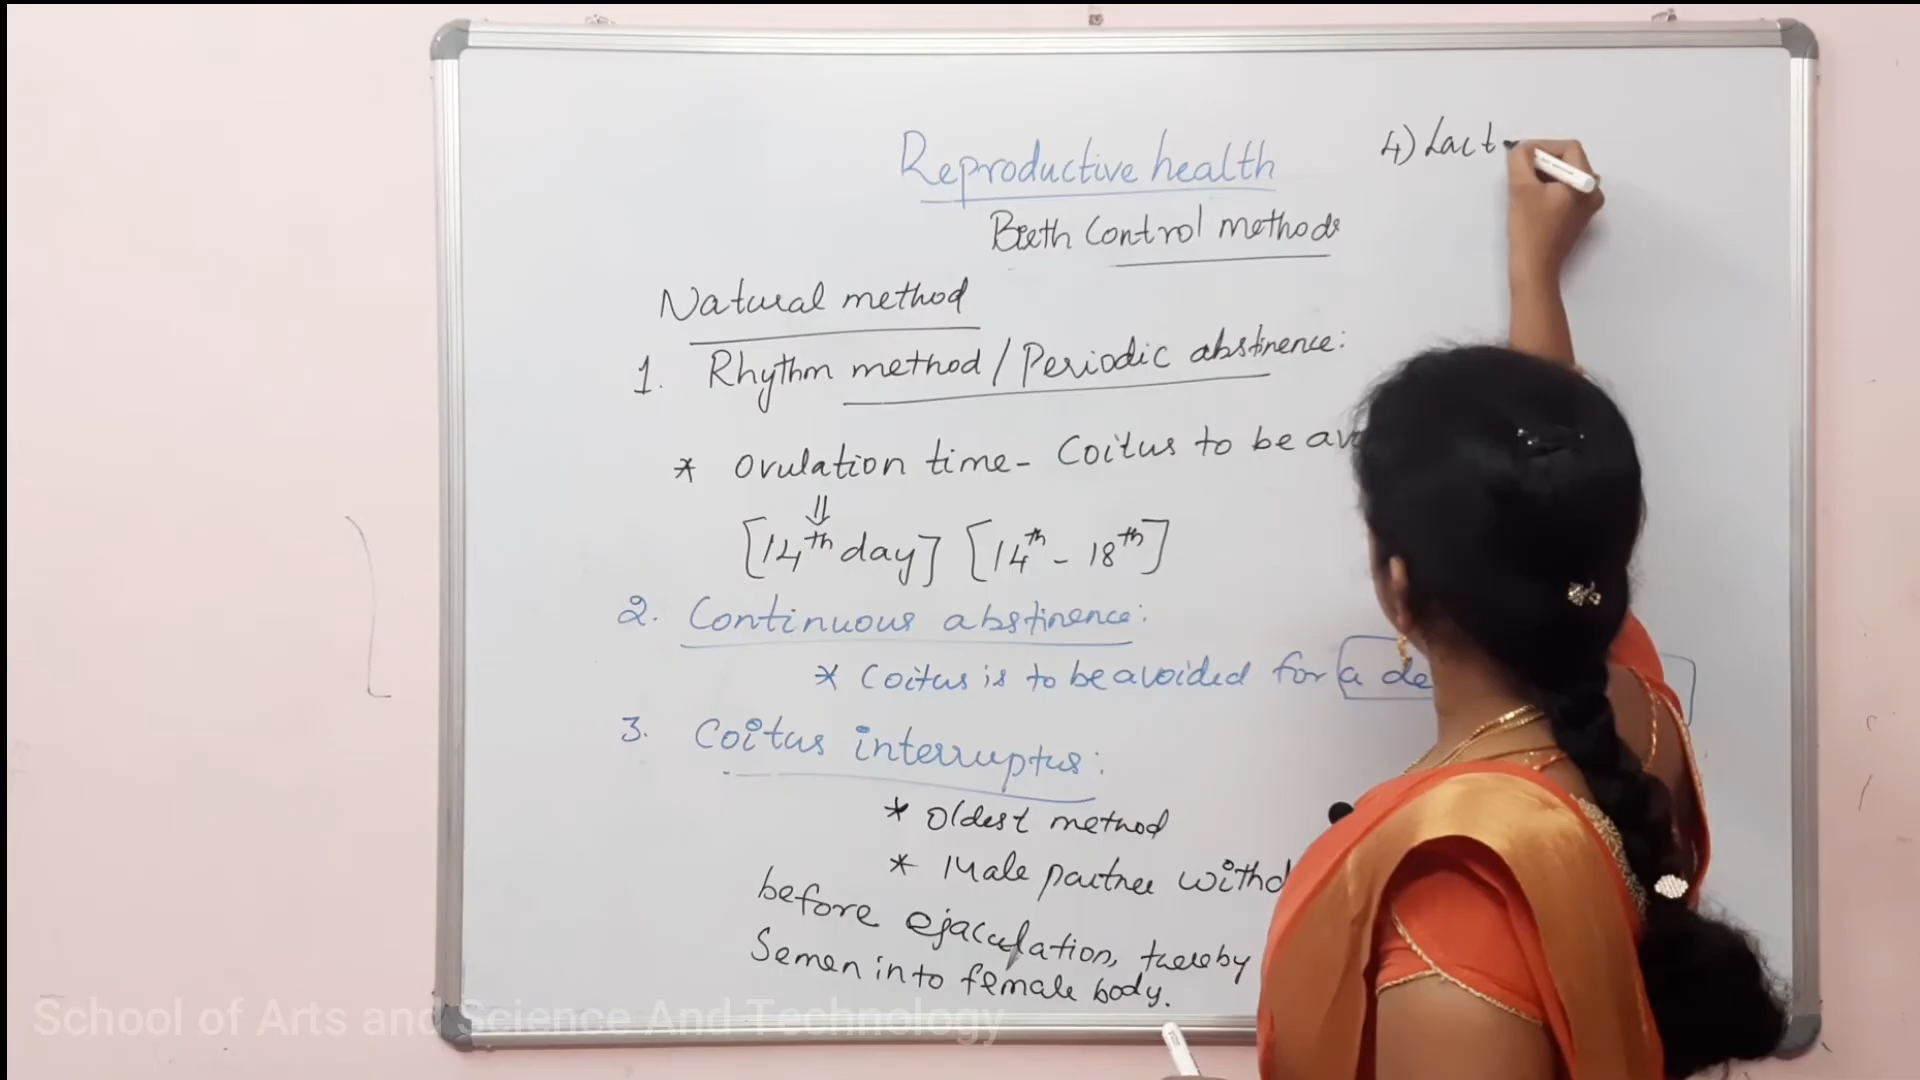 Reproductive health
Birth Control methods
Natural method
1. Rhythm method / Periodic abstinence:
* Ovulation time - Coitus to be av
⇓
[14th day] [14th - 18th]
2. Continuous abstinence:
* Coitus is to be avoided for a de
3. Coitus interruptus:
* Oldest method
* Male partner withd
before ejaculation, thereby
Semen into female body.
4) Lact
School of Arts and Science And Technology